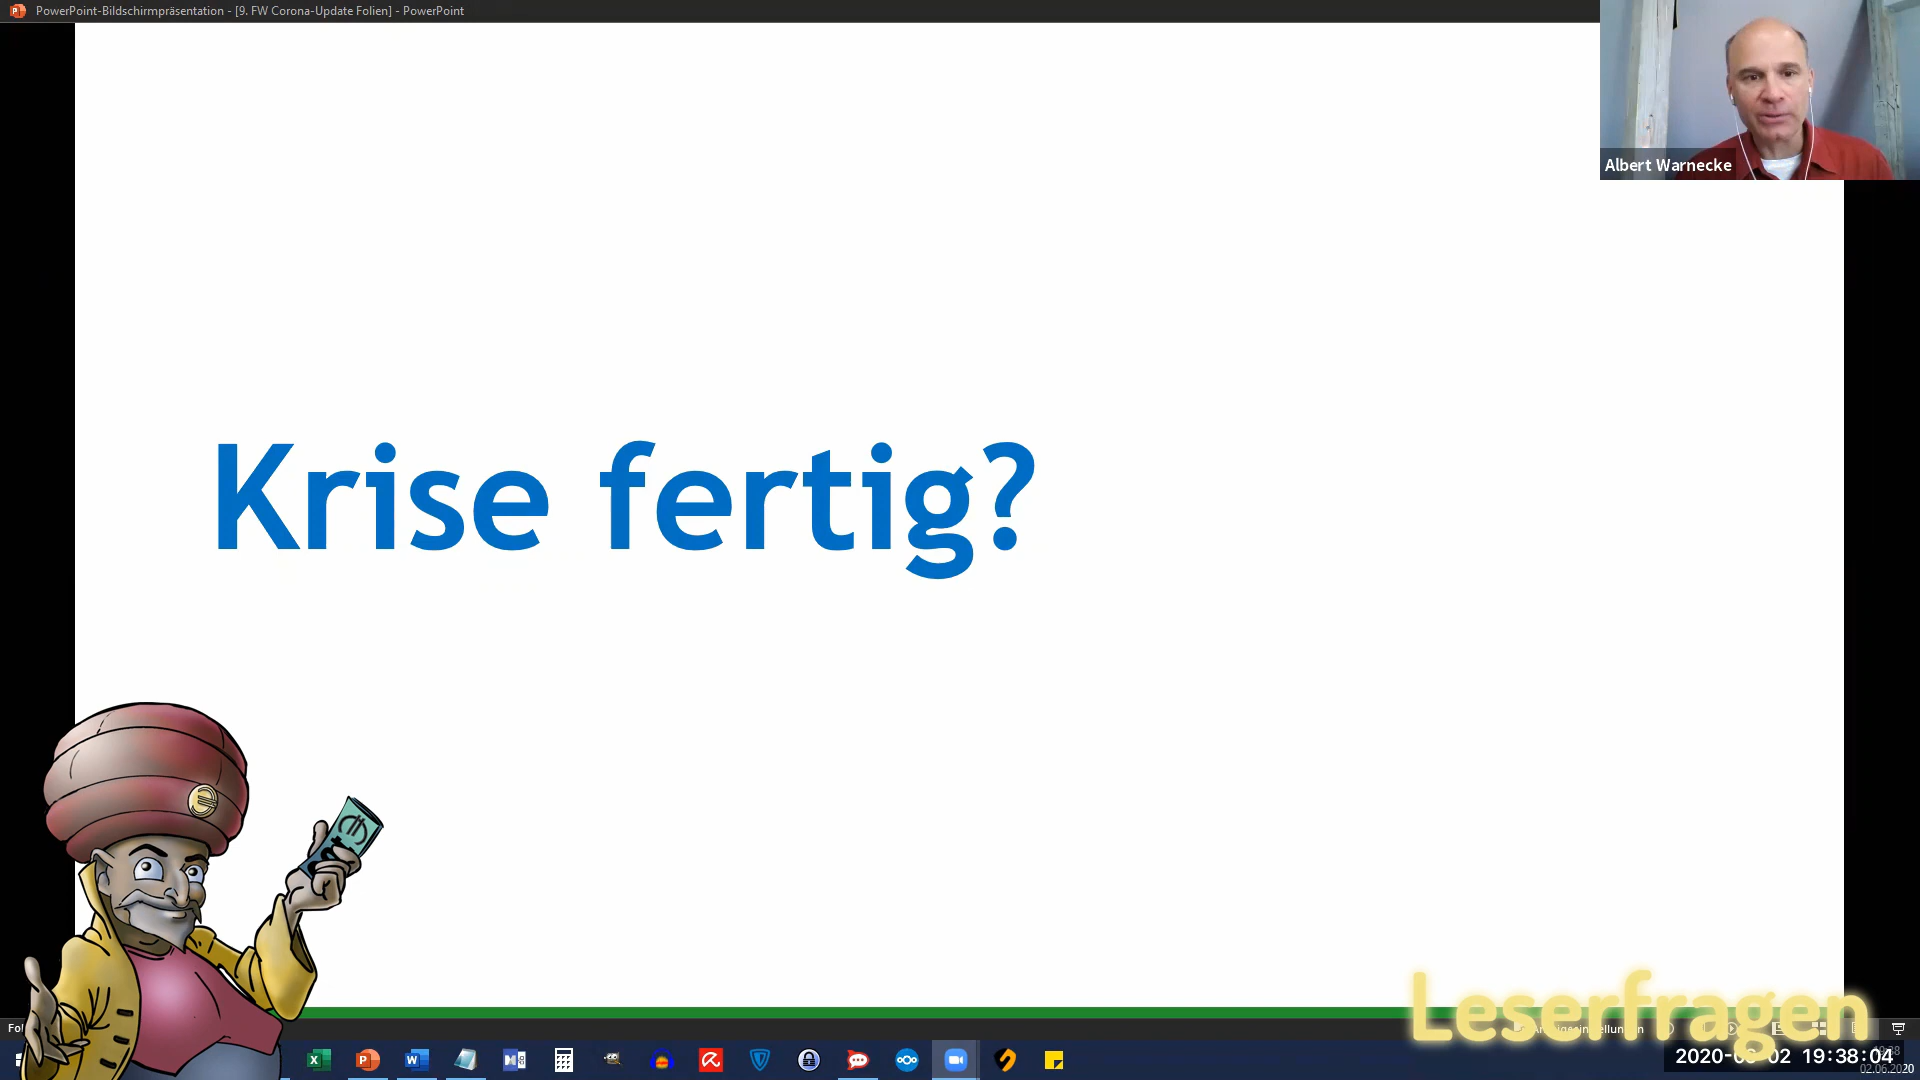 PowerPoint-Bildschirmpräsentation - [9. FW Corona-Update Folien] - PowerPoint
Albert Warnecke
Krise fertig?
Leserfragen
19:38:04